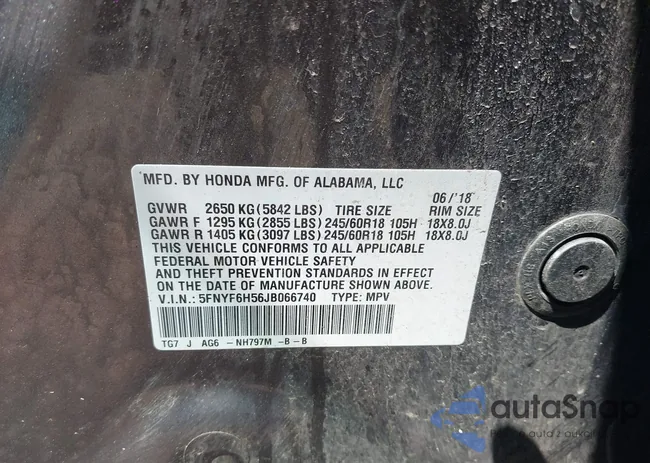 MFD. BY HONDA MFG. OF ALABAMA, LLC
06/'18
GVWR 2650 KG(5842 LBS) TIRE SIZE RIM SIZE
GAWR F 1295 KG(2855 LBS)245/60R18 105H 18X8.0J
GAWR R 1405 KG(3097 LBS)245/60R18 105H 18X8.0J
THIS VEHICLE CONFORMS TO ALL APPLICABLE
FEDERAL MOTOR VEHICLE SAFETY
AND THEFT PREVENTION STANDARDS IN EFFECT
ON THE DATE OF MANUFACTURE SHOWN ABOVE.
V.I.N.: 5FNYF6H56JB066740 TYPE: MPV
TG7 J AG6 -NH797M -B-B
autoSnap
auta z